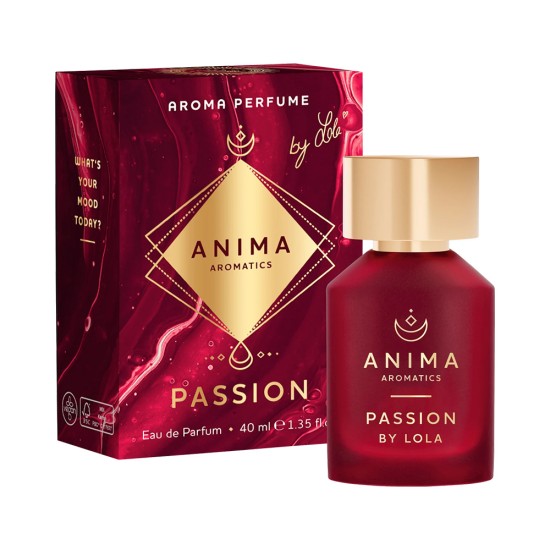 AROMA PERFUME
by Lola
WHAT'S
YOUR
MOOD
TODAY?
ANIMA
AROMATICS
PASSION
Eau de Parfum • 40 ml ℮ 1.35 fl.
ANIMA
AROMATICS
PASSION
BY LOLA